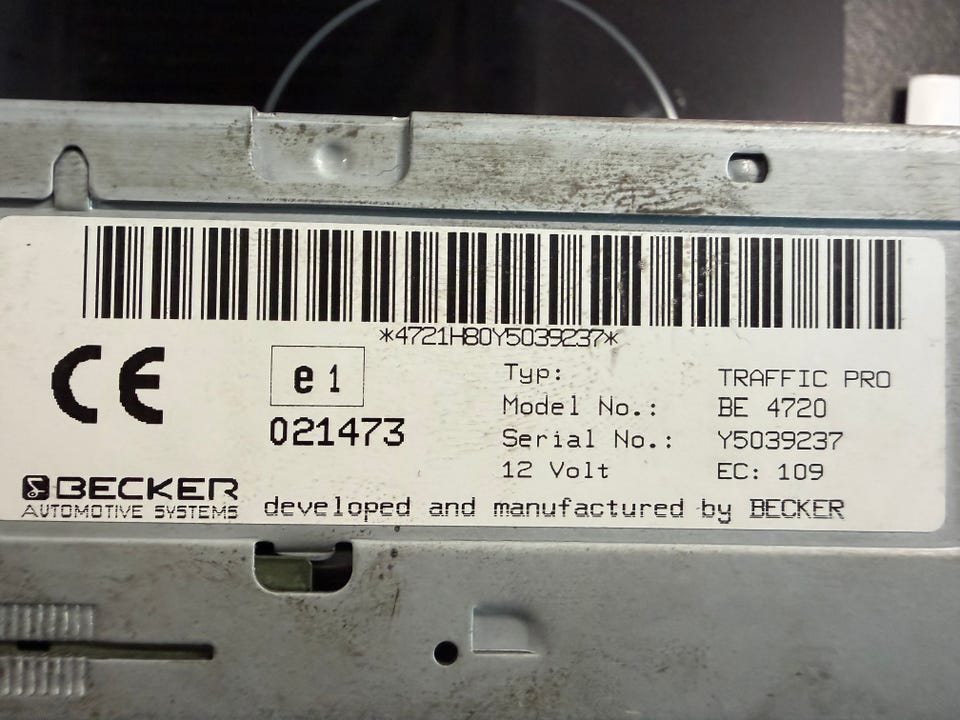 *4721H80Y5039237*
CE
e1
021473
Typ: TRAFFIC PRO
Model No.: BE 4720
Serial No.: Y5039237
12 Volt EC: 109
BECKER
AUTOMOTIVE SYSTEMS
developed and manufactured by BECKER